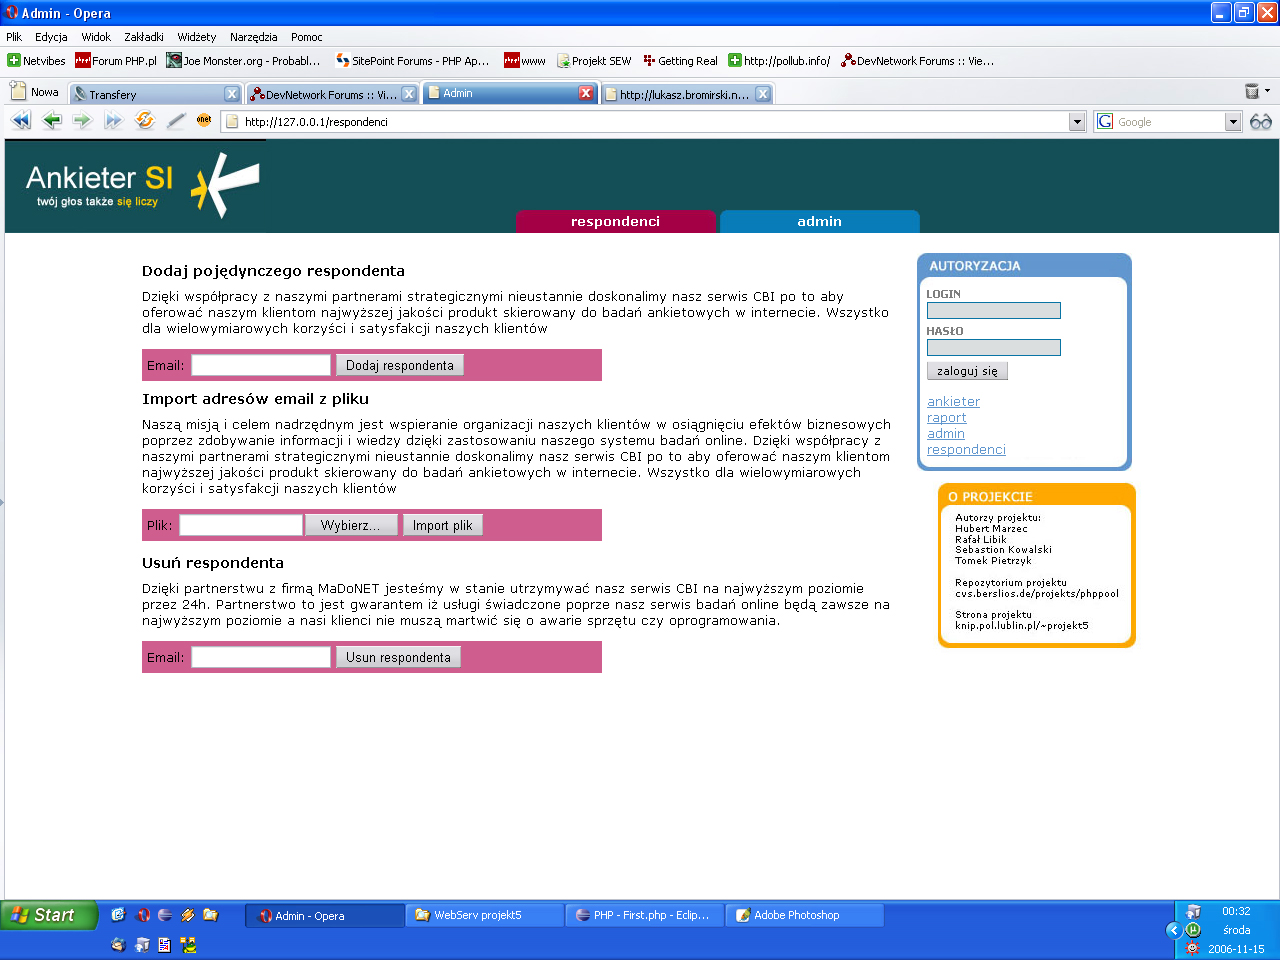 Admin - Opera
Plik Edycja Widok Zakładki Widżety Narzędzia Pomoc
Netvibes Forum PHP.pl Joe Monster.org - Probabl... SitePoint Forums - PHP Ap... www Projekt SEW Getting Real http://pollub.info/ DevNetwork Forums :: Vie...
Nowa Transfery DevNetwork Forums :: Vi... Admin http://lukasz.bromirski.n...
onet http://127.0.0.1/respondenci G Google
Ankieter SI
twój głos także się liczy
respondenci admin
Dodaj pojędynczego respondenta
Dzięki współpracy z naszymi partnerami strategicznymi nieustannie doskonalimy nasz serwis CBI po to aby
oferować naszym klientom najwyższej jakości produkt skierowany do badań ankietowych w internecie. Wszystko
dla wielowymiarowych korzyści i satysfakcji naszych klientów
Email: Dodaj respondenta
Import adresów email z pliku
Naszą misją i celem nadrzędnym jest wspieranie organizacji naszych klientów w osiągnięciu efektów biznesowych
poprzez zdobywanie informacji i wiedzy dzięki zastosowaniu naszego systemu badań online. Dzięki współpracy z
naszymi partnerami strategicznymi nieustannie doskonalimy nasz serwis CBI po to aby oferować naszym klientom
najwyższej jakości produkt skierowany do badań ankietowych w internecie. Wszystko dla wielowymiarowych
korzyści i satysfakcji naszych klientów
Plik: Wybierz... Import plik
Usuń respondenta
Dzięki partnerstwu z firmą MaDoNET jesteśmy w stanie utrzymywać nasz serwis CBI na najwyższym poziomie
przez 24h. Partnerstwo to jest gwarantem iż usługi świadczone poprze nasz serwis badań online będą zawsze na
najwyższym poziomie a nasi klienci nie muszą martwić się o awarie sprzętu czy oprogramowania.
Email: Usun respondenta
AUTORYZACJA
LOGIN
HASŁO
zaloguj się
ankieter
raport
admin
respondenci
O PROJEKCIE
Autorzy projektu:
Hubert Marzec
Rafał Libik
Sebastion Kowalski
Tomek Pietrzyk
Repozytorium projektu
cvs.berslios.de/projekts/phppool
Strona projektu
knip.pol.lublin.pl/~projekt5
Start Admin - Opera WebServ projekt5 PHP - First.php - Eclip... Adobe Photoshop
00:32
środa
2006-11-15